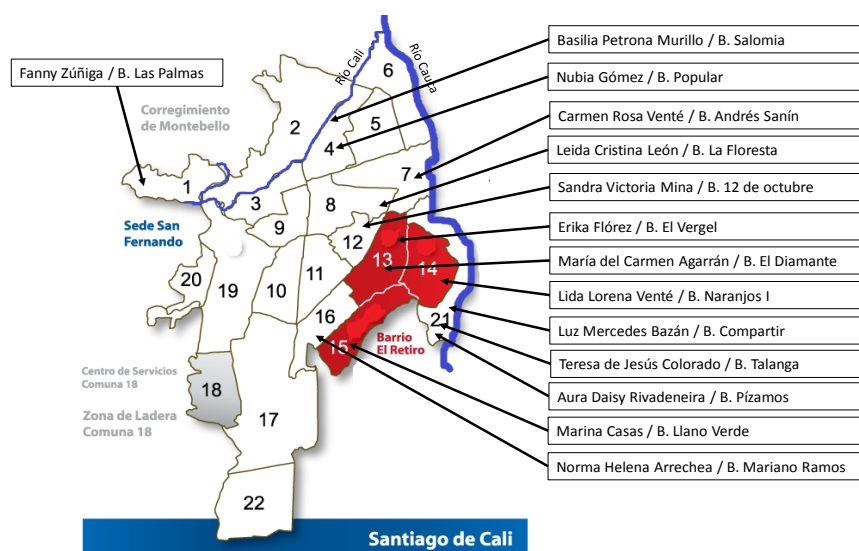 Basilia Petrona Murillo / B. Salomia
Fanny Zúñiga / B. Las Palmas
Nubia Gómez / B. Popular
Carmen Rosa Venté / B. Andrés Sanín
Leida Cristina León / B. La Floresta
Sandra Victoria Mina / B. 12 de octubre
Erika Flórez / B. El Vergel
María del Carmen Agarrán / B. El Diamante
Lida Lorena Venté / B. Naranjos I
Luz Mercedes Bazán / B. Compartir
Teresa de Jesús Colorado / B. Talanga
Aura Daisy Rivadeneira / B. Pízamos
Marina Casas / B. Llano Verde
Norma Helena Arrechea / B. Mariano Ramos
Río Cali
Río Cauca
Corregimiento
de Montebello
Sede San
Fernando
Barrio
El Retiro
Centro de Servicios
Comuna 18
Zona de Ladera
Comuna 18
1
2
3
4
5
6
7
8
9
10
11
12
13
14
15
16
17
18
19
20
21
22
Santiago de Cali